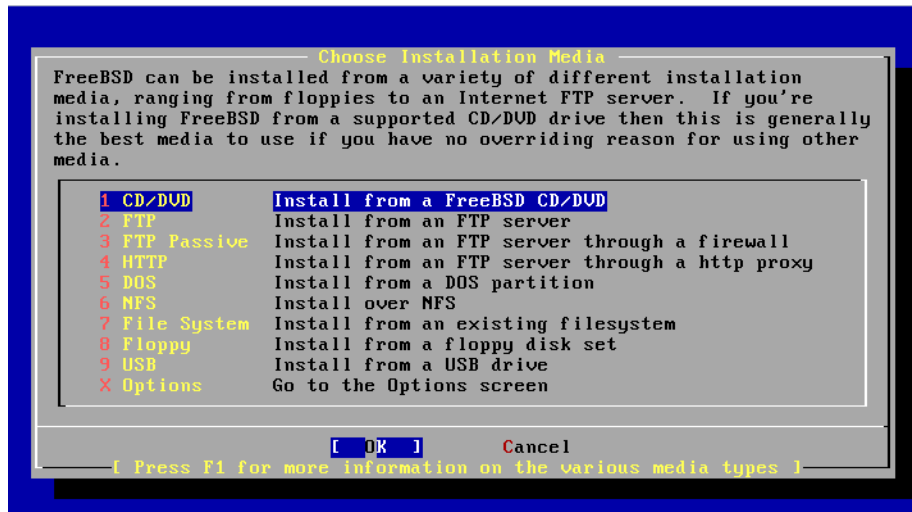 Choose Installation Media
FreeBSD can be installed from a variety of different installation
media, ranging from floppies to an Internet FTP server.  If you're
installing FreeBSD from a supported CD/DVD drive then this is generally
the best media to use if you have no overriding reason for using other
media.
1 CD/DVD Install from a FreeBSD CD/DVD
2 FTP Install from an FTP server
3 FTP Passive Install from an FTP server through a firewall
4 HTTP Install from an FTP server through a http proxy
5 DOS Install from a DOS partition
6 NFS Install over NFS
7 File System Install from an existing filesystem
8 Floppy Install from a floppy disk set
9 USB Install from a USB drive
X Options Go to the Options screen
[ OK ] Cancel
[ Press F1 for more information on the various media types ]